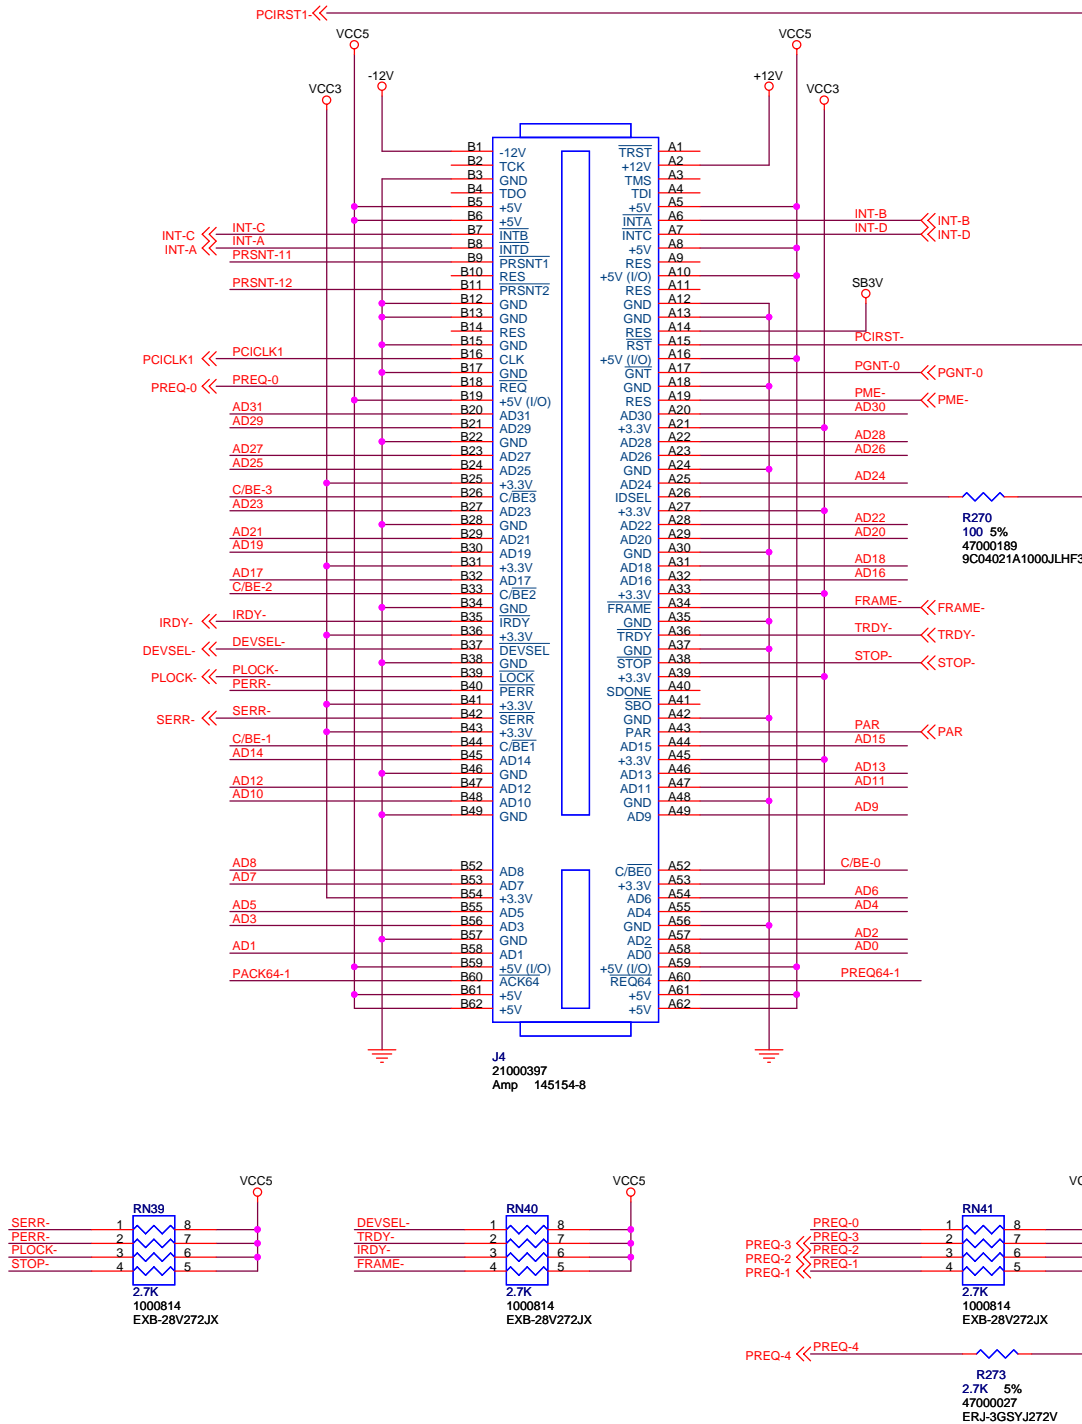 PCIRST1-
VCC5
VCC5
-12V
+12V
VCC3
VCC3
B1 -12V TRST A1
B2 TCK +12V A2
B3 GND TMS A3
B4 TDO TDI A4
B5 +5V +5V A5
B6 +5V INTA A6 INT-B INT-B
INT-C INT-C B7 INTB INTC A7 INT-D INT-D
INT-A INT-A B8 INTD +5V A8
PRSNT-11 B9 PRSNT1 RES A9
B10 RES +5V (I/O) A10
PRSNT-12 B11 PRSNT2 RES A11
SB3V
B12 GND GND A12
B13 GND GND A13
B14 RES RES A14
B15 GND RST A15 PCIRST-
PCICLK1 PCICLK1 B16 CLK +5V (I/O) A16
B17 GND GNT A17 PGNT-0 PGNT-0
PREQ-0 PREQ-0 B18 REQ GND A18
B19 +5V (I/O) RES A19 PME- PME-
AD31 B20 AD31 AD30 A20 AD30
AD29 B21 AD29 +3.3V A21
B22 GND AD28 A22 AD28
AD27 B23 AD27 AD26 A23 AD26
AD25 B24 AD25 GND A24
B25 +3.3V AD24 A25 AD24
C/BE-3 B26 C/BE3 IDSEL A26
AD23 B27 AD23 +3.3V A27
B28 GND AD22 A28 AD22
AD21 B29 AD21 AD20 A29 AD20
AD19 B30 AD19 GND A30
B31 +3.3V AD18 A31 AD18
AD17 B32 AD17 AD16 A32 AD16
C/BE-2 B33 C/BE2 +3.3V A33
B34 GND FRAME A34 FRAME- FRAME-
IRDY- IRDY- B35 IRDY GND A35
B36 +3.3V TRDY A36 TRDY- TRDY-
DEVSEL- DEVSEL- B37 DEVSEL GND A37
B38 GND STOP A38 STOP- STOP-
PLOCK- PLOCK- B39 LOCK +3.3V A39
PERR- B40 PERR SDONE A40
B41 +3.3V SBO A41
SERR- SERR- B42 SERR GND A42
B43 +3.3V PAR A43 PAR PAR
C/BE-1 B44 C/BE1 AD15 A44 AD15
AD14 B45 AD14 +3.3V A45
B46 GND AD13 A46 AD13
AD12 B47 AD12 AD11 A47 AD11
AD10 B48 AD10 GND A48
B49 GND AD9 A49 AD9
AD8 B52 AD8 C/BE0 A52 C/BE-0
AD7 B53 AD7 +3.3V A53
B54 +3.3V AD6 A54 AD6
AD5 B55 AD5 AD4 A55 AD4
AD3 B56 AD3 GND A56
B57 GND AD2 A57 AD2
AD1 B58 AD1 AD0 A58 AD0
B59 +5V (I/O) +5V (I/O) A59
PACK64-1 B60 ACK64 REQ64 A60 PREQ64-1
B61 +5V +5V A61
B62 +5V +5V A62
R270
100 5%
47000189
9C04021A1000JLHF3
J4
21000397
Amp 145154-8
VCC5
RN39
SERR- 1 8
PERR- 2 7
PLOCK- 3 6
STOP- 4 5
2.7K
1000814
EXB-28V272JX
VCC5
RN40
DEVSEL- 1 8
TRDY- 2 7
IRDY- 3 6
FRAME- 4 5
2.7K
1000814
EXB-28V272JX
VC
RN41
PREQ-0 1 8
PREQ-3 PREQ-3 2 7
PREQ-2 PREQ-2 3 6
PREQ-1 PREQ-1 4 5
2.7K
1000814
EXB-28V272JX
PREQ-4 PREQ-4
R273
2.7K 5%
47000027
ERJ-3GSYJ272V